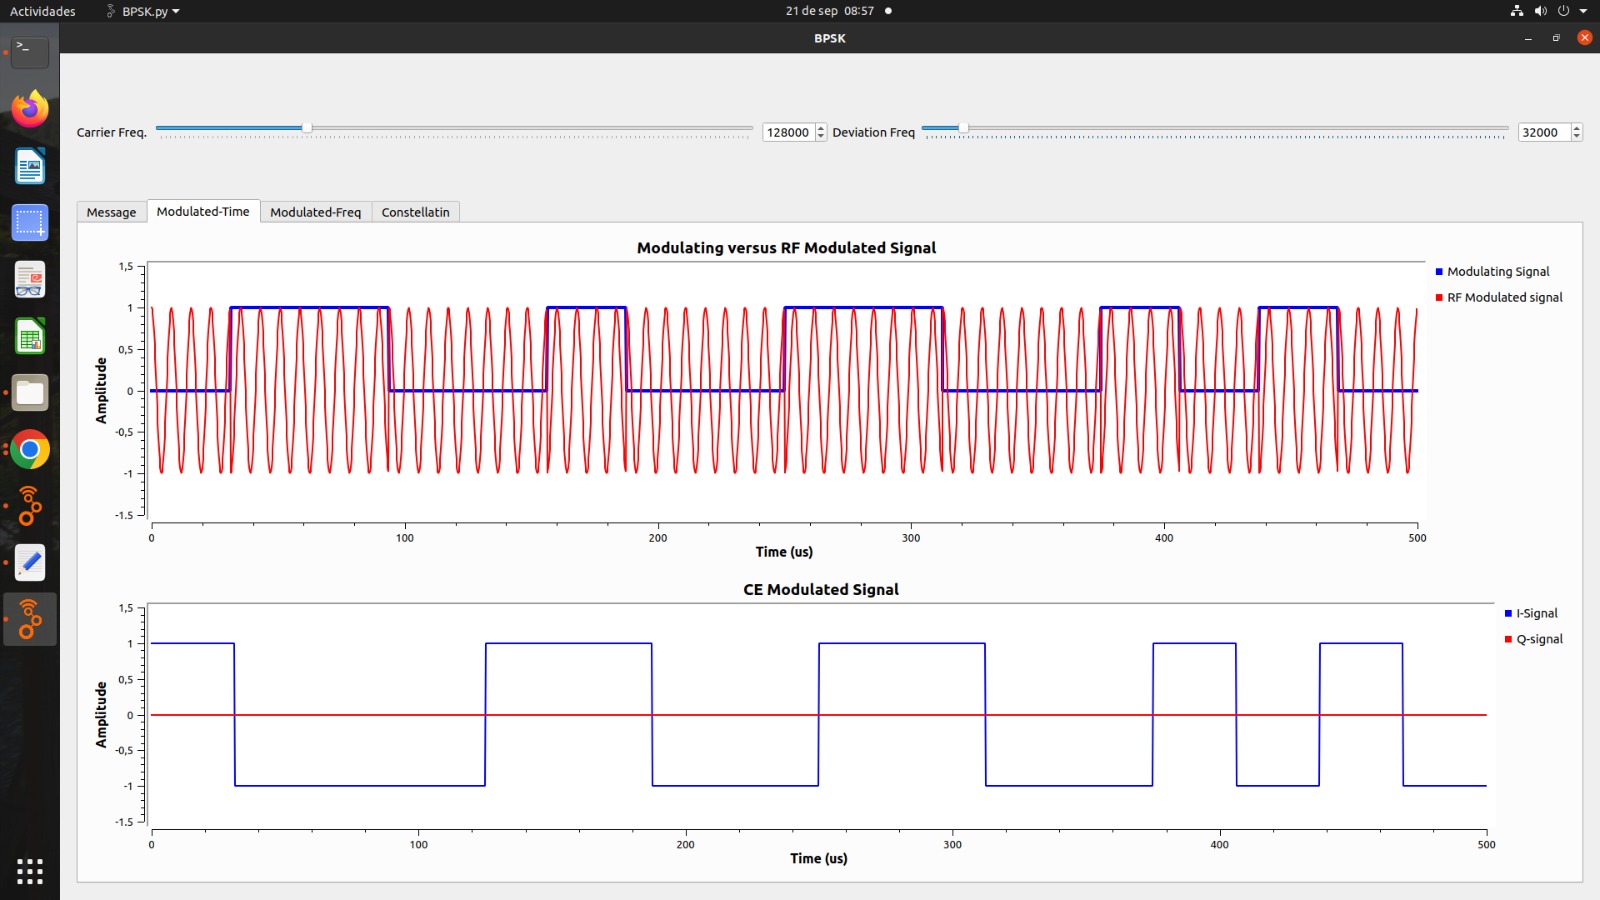 Actividades BPSK.py 21 de sep 08:57
BPSK
Carrier Freq. 128000 Deviation Freq 32000
Message Modulated-Time Modulated-Freq Constellatin
Modulating versus RF Modulated Signal
1,5
1
0,5
0
-0,5
-1
-1.5
Amplitude
0 100 200 300 400 500
Time (us)
Modulating Signal
RF Modulated signal
CE Modulated Signal
1,5
1
0,5
0
-0,5
-1
-1.5
Amplitude
0 100 200 300 400 500
Time (us)
I-Signal
Q-signal